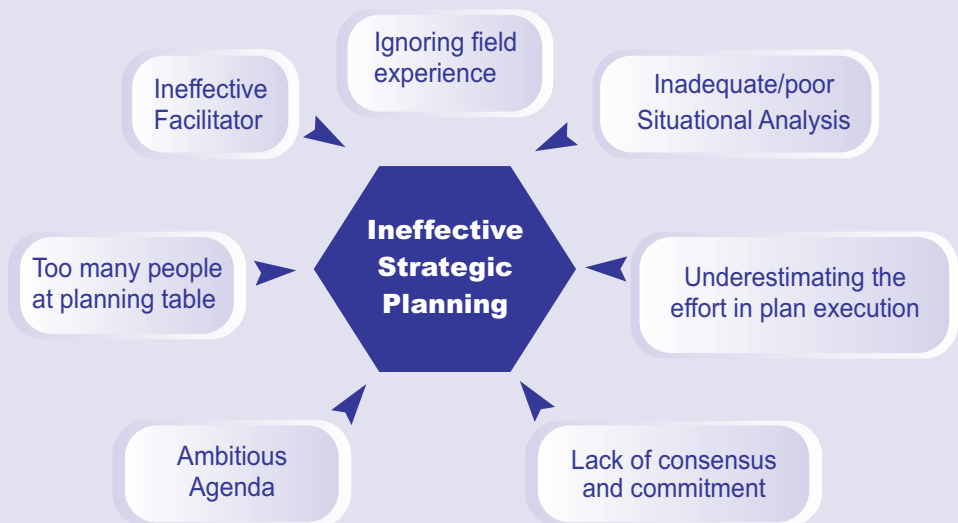 Ignoring field
experience
Ineffective
Facilitator
Inadequate/poor
Situational Analysis
Ineffective
Strategic
Planning
Too many people
at planning table
Underestimating the
effort in plan execution
Ambitious
Agenda
Lack of consensus
and commitment